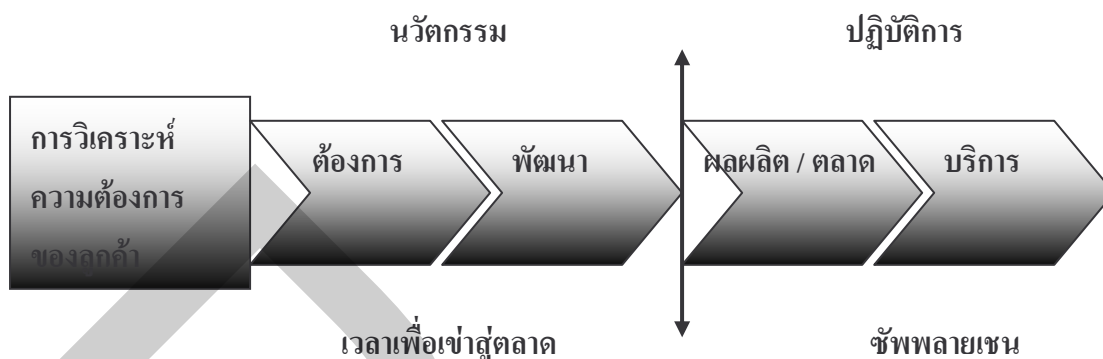 นวัตกรรม
ปฏิบัติการ
การวิเคราะห์
ความต้องการ
ของลูกค้า
ต้องการ
พัฒนา
ผลผลิต / ตลาด
บริการ
เวลาเพื่อเข่าสู่ตลาด
ซัพพลายเชน